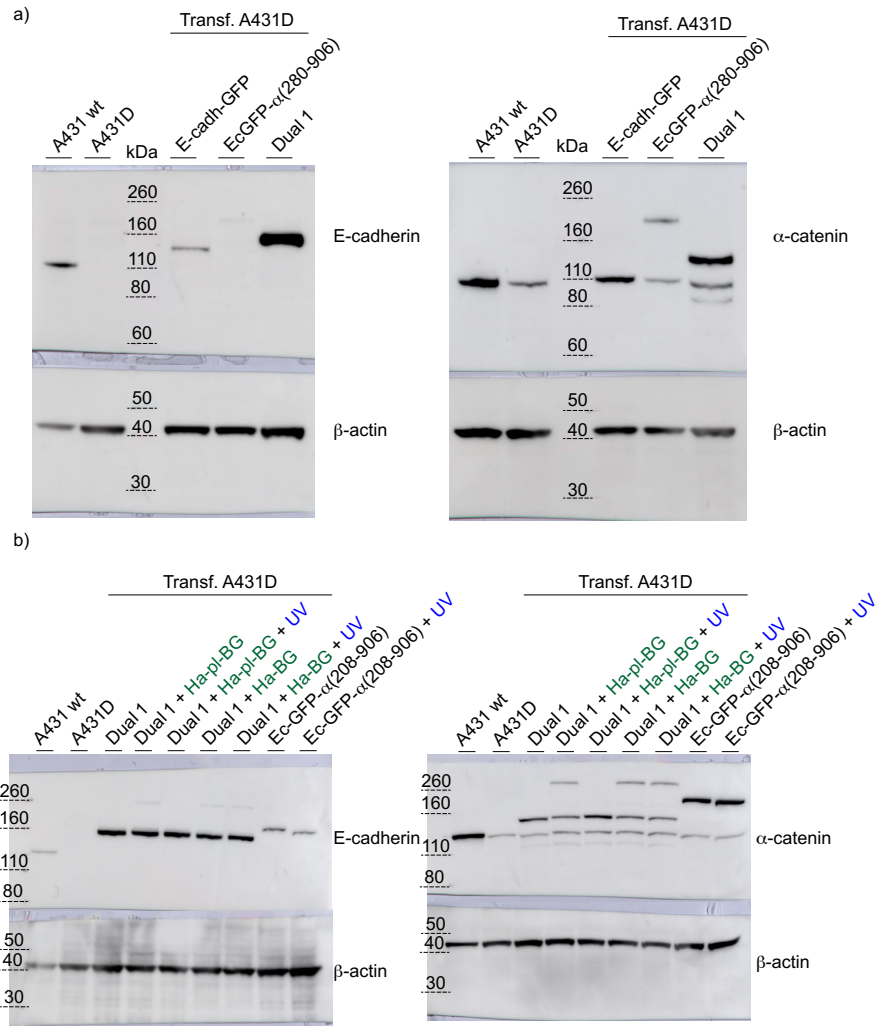 a)
Transf. A431D
A431 wt
A431D
kDa
E-cadh-GFP
EcGFP-α(280-906)
Dual 1
260
160
110
80
60
E-cadherin
50
40
30
β-actin
Transf. A431D
A431 wt
A431D
kDa
E-cadh-GFP
EcGFP-α(280-906)
Dual 1
260
160
110
80
60
α-catenin
50
40
30
β-actin
b)
Transf. A431D
A431 wt
A431D
Dual 1
Dual 1 + Ha-pl-BG
Dual 1 + Ha-pl-BG + UV
Dual 1 + Ha-BG
Dual 1 + Ha-BG + UV
Ec-GFP-α(208-906)
Ec-GFP-α(208-906) + UV
260
160
110
80
E-cadherin
50
40
30
β-actin
Transf. A431D
A431 wt
A431D
Dual 1
Dual 1 + Ha-pl-BG
Dual 1 + Ha-pl-BG + UV
Dual 1 + Ha-BG
Dual 1 + Ha-BG + UV
Ec-GFP-α(208-906)
Ec-GFP-α(208-906) + UV
260
160
110
80
α-catenin
50
40
30
β-actin